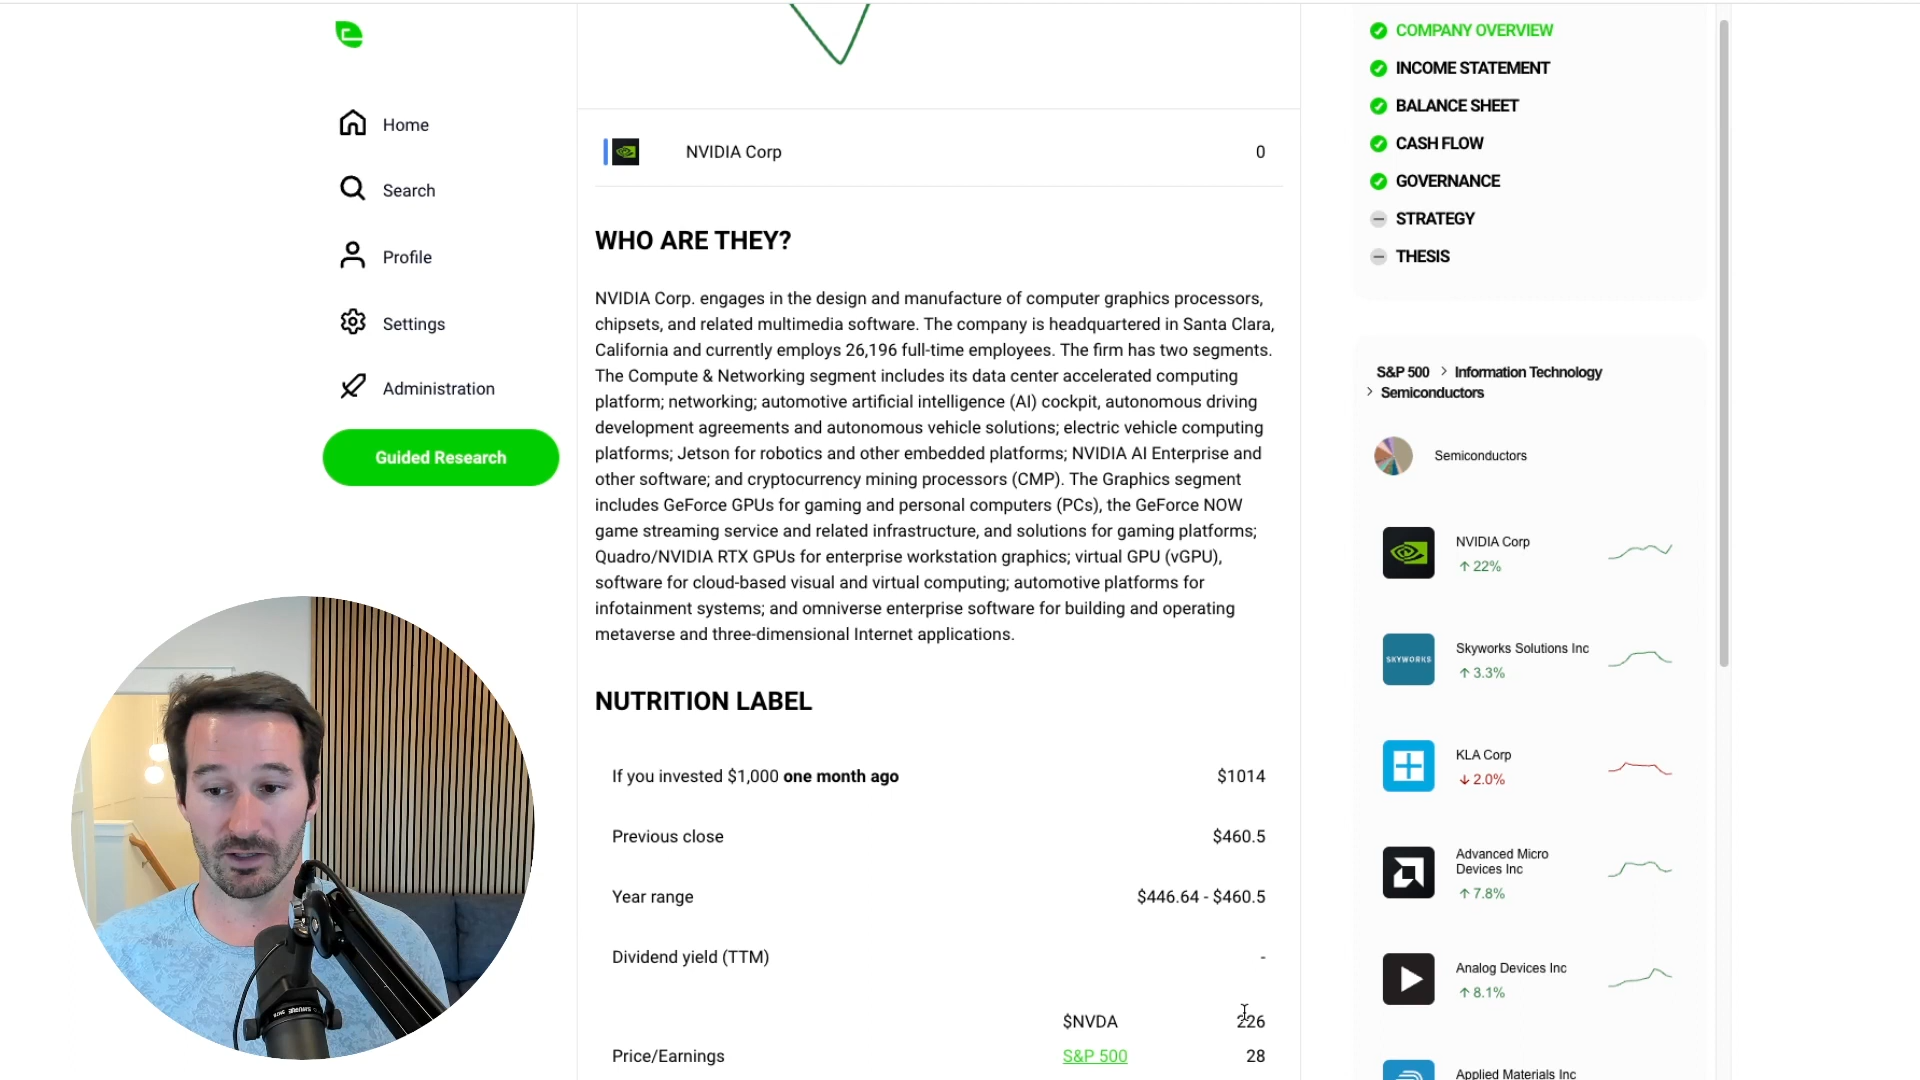 Home
Search
Profile
Settings
Administration
Guided Research
NVIDIA Corp
0
WHO ARE THEY?
NVIDIA Corp. engages in the design and manufacture of computer graphics processors,
chipsets, and related multimedia software. The company is headquartered in Santa Clara,
California and currently employs 26,196 full-time employees. The firm has two segments.
The Compute & Networking segment includes its data center accelerated computing
platform; networking; automotive artificial intelligence (AI) cockpit, autonomous driving
development agreements and autonomous vehicle solutions; electric vehicle computing
platforms; Jetson for robotics and other embedded platforms; NVIDIA AI Enterprise and
other software; and cryptocurrency mining processors (CMP). The Graphics segment
includes GeForce GPUs for gaming and personal computers (PCs), the GeForce NOW
game streaming service and related infrastructure, and solutions for gaming platforms;
Quadro/NVIDIA RTX GPUs for enterprise workstation graphics; virtual GPU (vGPU),
software for cloud-based visual and virtual computing; automotive platforms for
infotainment systems; and omniverse enterprise software for building and operating
metaverse and three-dimensional Internet applications.
NUTRITION LABEL
If you invested $1,000 one month ago
$1014
Previous close
$460.5
Year range
$446.64 - $460.5
Dividend yield (TTM)
-
$NVDA
226
Price/Earnings
S&P 500
28
COMPANY OVERVIEW
INCOME STATEMENT
BALANCE SHEET
CASH FLOW
GOVERNANCE
STRATEGY
THESIS
S&P 500 > Information Technology
> Semiconductors
Semiconductors
NVIDIA Corp
↑ 22%
SKYWORKS
Skyworks Solutions Inc
↑ 3.3%
KLA Corp
↓ 2.0%
Advanced Micro
Devices Inc
↑ 7.8%
Analog Devices Inc
↑ 8.1%
Applied Materials Inc